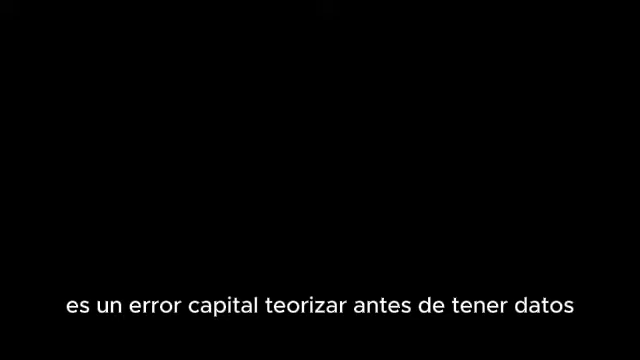 es un error capital teorizar antes de tener datos